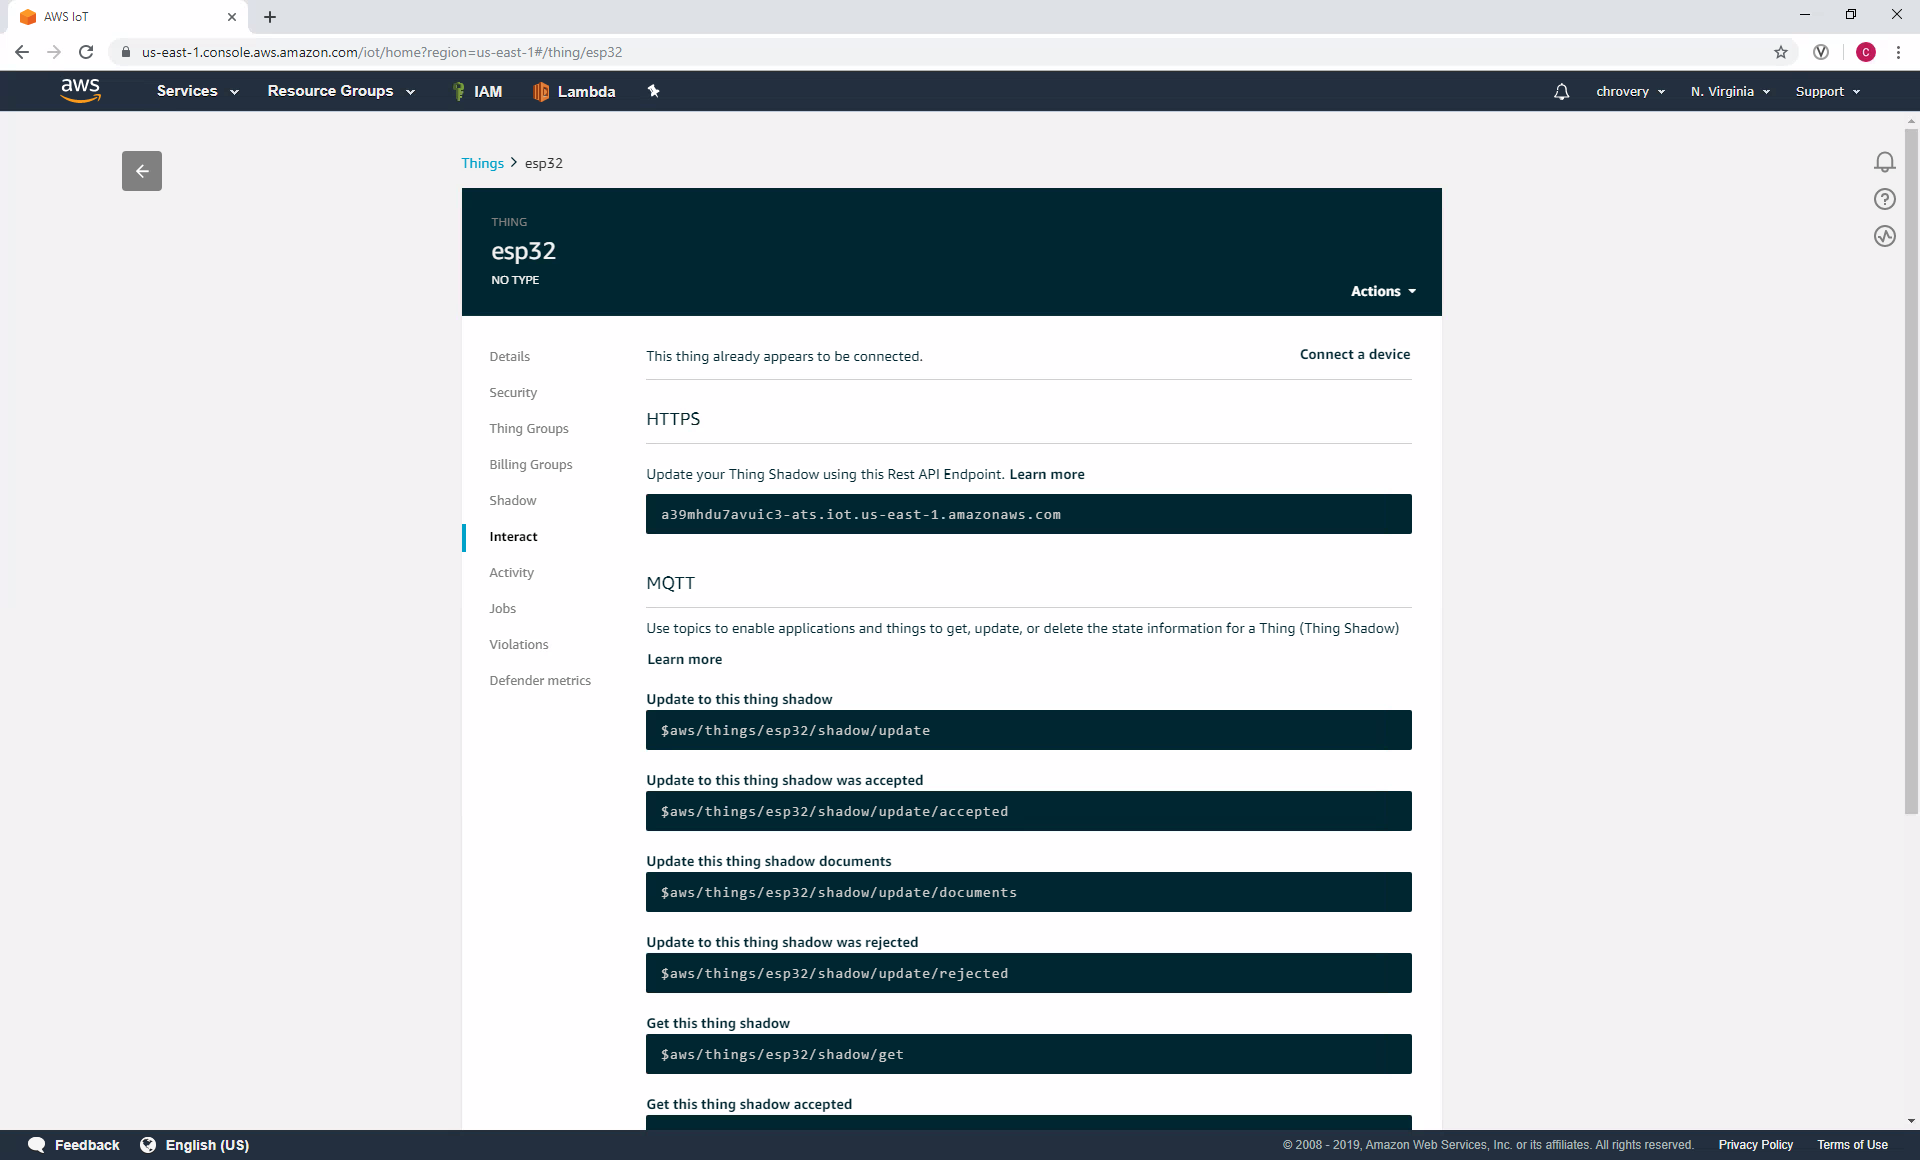 AWS IoT
us-east-1.console.aws.amazon.com/iot/home?region=us-east-1#/thing/esp32
C
aws Services Resource Groups IAM Lambda chrovery N. Virginia Support
Things > esp32
THING
esp32
NO TYPE
Actions
Details
Security
Thing Groups
Billing Groups
Shadow
Interact
Activity
Jobs
Violations
Defender metrics
This thing already appears to be connected. Connect a device
HTTPS
Update your Thing Shadow using this Rest API Endpoint. Learn more
a39mhdu7avuic3-ats.iot.us-east-1.amazonaws.com
MQTT
Use topics to enable applications and things to get, update, or delete the state information for a Thing (Thing Shadow)
Learn more
Update to this thing shadow
$aws/things/esp32/shadow/update
Update to this thing shadow was accepted
$aws/things/esp32/shadow/update/accepted
Update this thing shadow documents
$aws/things/esp32/shadow/update/documents
Update to this thing shadow was rejected
$aws/things/esp32/shadow/update/rejected
Get this thing shadow
$aws/things/esp32/shadow/get
Get this thing shadow accepted
Feedback English (US) © 2008 - 2019, Amazon Web Services, Inc. or its affiliates. All rights reserved. Privacy Policy Terms of Use